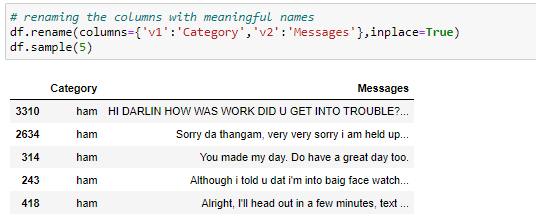 # renaming the columns with meaningful names
df.rename(columns={'v1':'Category','v2':'Messages'},inplace=True)
df.sample(5)
Category Messages
3310 ham HI DARLIN HOW WAS WORK DID U GET INTO TROUBLE?...
2634 ham Sorry da thangam, very very sorry i am held up...
314 ham You made my day. Do have a great day too.
243 ham Although i told u dat i'm into baig face watch...
418 ham Alright, I'll head out in a few minutes, text ...